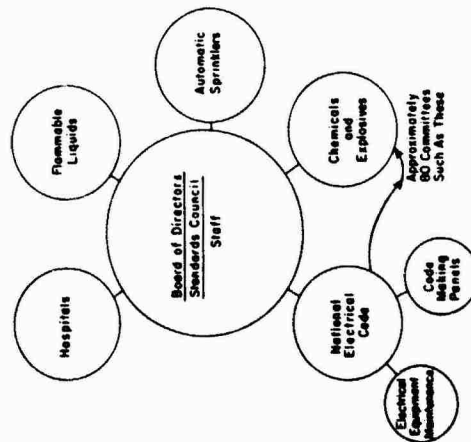 Hospitals
Flammable
Liquids
Automatic
Sprinklers
Board of Directors
Standards Council
Staff
Chemicals
and
Explosives
National
Electrical
Code
Approximately
80 Committees
Such As These
Code
Making
Panels
Electrical
Equipment
Maintenance